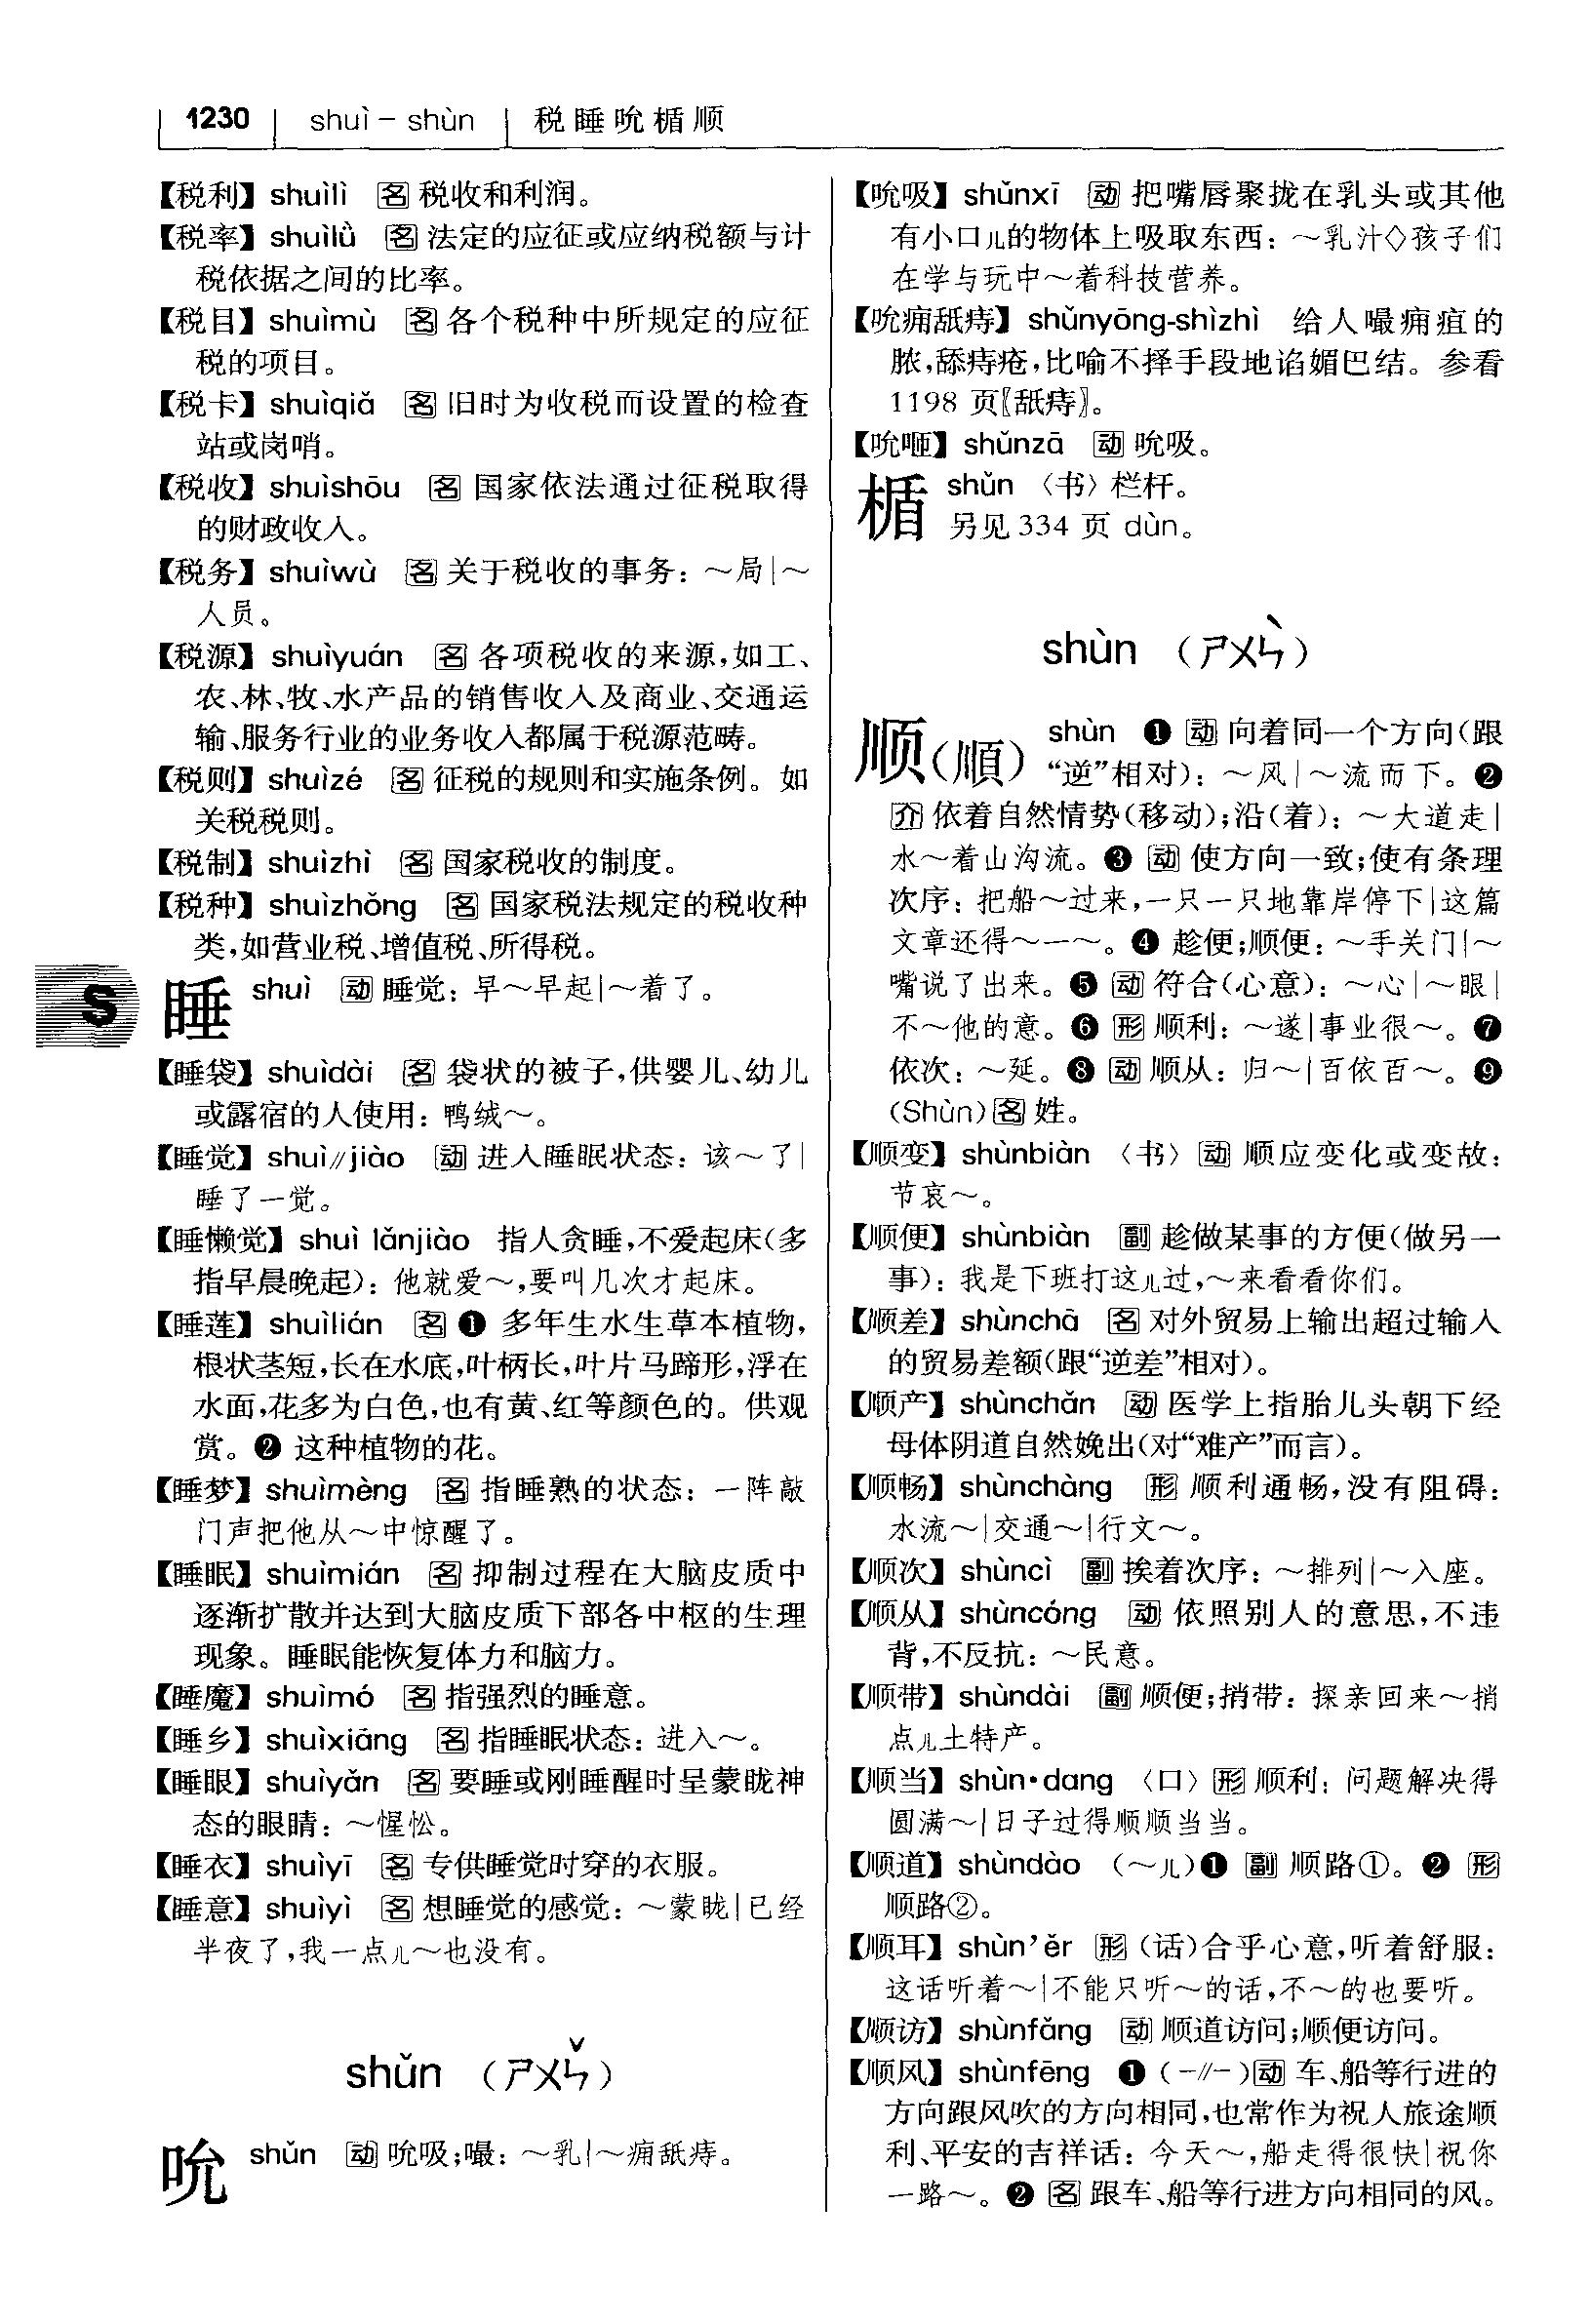 1230 shuì－shùn 税睡吮楯顺
【税利】 shuìlì 名 税收和利润。
【税率】 shuìlǜ 名 法定的应征或应纳税额与计
税依据之间的比率。
【税目】 shuìmù 名 各个税种中所规定的应征
税的项目。
【税卡】 shuìqiǎ 名 旧时为收税而设置的检查
站或岗哨。
【税收】 shuìshōu 名 国家依法通过征税取得
的财政收入。
【税务】 shuìwù 名 关于税收的事务：～局|～
人员。
【税源】 shuìyuán 名 各项税收的来源，如工、
农、林、牧、水产品的销售收入及商业、交通运
输、服务行业的业务收入都属于税源范畴。
【税则】 shuìzé 名 征税的规则和实施条例。如
关税税则。
【税制】 shuìzhì 名 国家税收的制度。
【税种】 shuìzhǒng 名 国家税法规定的税收种
类，如营业税、增值税、所得税。
S
睡 shuì 动 睡觉：早～早起|～着了。
【睡袋】 shuìdài 名 袋状的被子，供婴儿、幼儿
或露宿的人使用：鸭绒～。
【睡觉】 shuì∥jiào 动 进入睡眠状态：该～了|
睡了一觉。
【睡懒觉】 shuì lǎnjiào 指人贪睡，不爱起床（多
指早晨晚起）：他就爱～，要叫几次才起床。
【睡莲】 shuìlián 名 ❶ 多年生水生草本植物，
根状茎短，长在水底，叶柄长，叶片马蹄形，浮在
水面，花多为白色，也有黄、红等颜色的。供观
赏。❷ 这种植物的花。
【睡梦】 shuìmèng 名 指睡熟的状态：一阵敲
门声把他从～中惊醒了。
【睡眠】 shuìmián 名 抑制过程在大脑皮质中
逐渐扩散并达到大脑皮质下部各中枢的生理
现象。睡眠能恢复体力和脑力。
【睡魔】 shuìmó 名 指强烈的睡意。
【睡乡】 shuìxiāng 名 指睡眠状态：进入～。
【睡眼】 shuìyǎn 名 要睡或刚睡醒时呈蒙眬神
态的眼睛：～惺忪。
【睡衣】 shuìyī 名 专供睡觉时穿的衣服。
【睡意】 shuìyì 名 想睡觉的感觉：～蒙眬|已经
半夜了，我一点儿～也没有。
shǔn （ㄕㄨㄣˇ）
吮 shǔn 动 吮吸；嘬：～乳|～痈舐痔。
【吮吸】 shǔnxī 动 把嘴唇聚拢在乳头或其他
有小口儿的物体上吸取东西：～乳汁◇孩子们
在学与玩中～着科技营养。
【吮痈舐痔】 shǔnyōng-shìzhì 给人嘬痈疽的
脓，舔痔疮，比喻不择手段地谄媚巴结。参看
1198 页〖舐痔〗。
【吮咂】 shǔnzā 动 吮吸。
楯 shǔn 〈书〉栏杆。
另见 334 页 dùn。
shùn （ㄕㄨㄣˋ）
顺（順） shùn ❶ 动 向着同一个方向（跟
“逆”相对）：～风|～流而下。❷
介 依着自然情势（移动）；沿（着）：～大道走|
水～着山沟流。❸ 动 使方向一致；使有条理
次序：把船～过来，一只一只地靠岸停下|这篇
文章还得～一～。❹ 趁便；顺便：～手关门|～
嘴说了出来。❺ 动 符合（心意）：～心|～眼|
不～他的意。❻ 形 顺利：～遂|事业很～。❼
依次：～延。❽ 动 顺从：归～|百依百～。❾
（Shùn）名 姓。
【顺变】 shùnbiàn 〈书〉动 顺应变化或变故：
节哀～。
【顺便】 shùnbiàn 副 趁做某事的方便（做另一
事）：我是下班打这儿过，～来看看你们。
【顺差】 shùnchā 名 对外贸易上输出超过输入
的贸易差额（跟“逆差”相对）。
【顺产】 shùnchǎn 动 医学上指胎儿头朝下经
母体阴道自然娩出（对“难产”而言）。
【顺畅】 shùnchàng 形 顺利通畅，没有阻碍：
水流～|交通～|行文～。
【顺次】 shùncì 副 挨着次序：～排列|～入座。
【顺从】 shùncóng 动 依照别人的意思，不违
背，不反抗：～民意。
【顺带】 shùndài 副 顺便；捎带：探亲回来～捎
点儿土特产。
【顺当】 shùn·dang 〈口〉形 顺利：问题解决得
圆满～|日子过得顺顺当当。
【顺道】 shùndào （～儿）❶ 副 顺路①。❷ 形
顺路②。
【顺耳】 shùn’ěr 形 （话）合乎心意，听着舒服：
这话听着～|不能只听～的话，不～的也要听。
【顺访】 shùnfǎng 动 顺道访问；顺便访问。
【顺风】 shùnfēng ❶（－∥－）动 车、船等行进的
方向跟风吹的方向相同，也常作为祝人旅途顺
利、平安的吉祥话：今天～，船走得很快|祝你
一路～。❷ 名 跟车、船等行进方向相同的风。